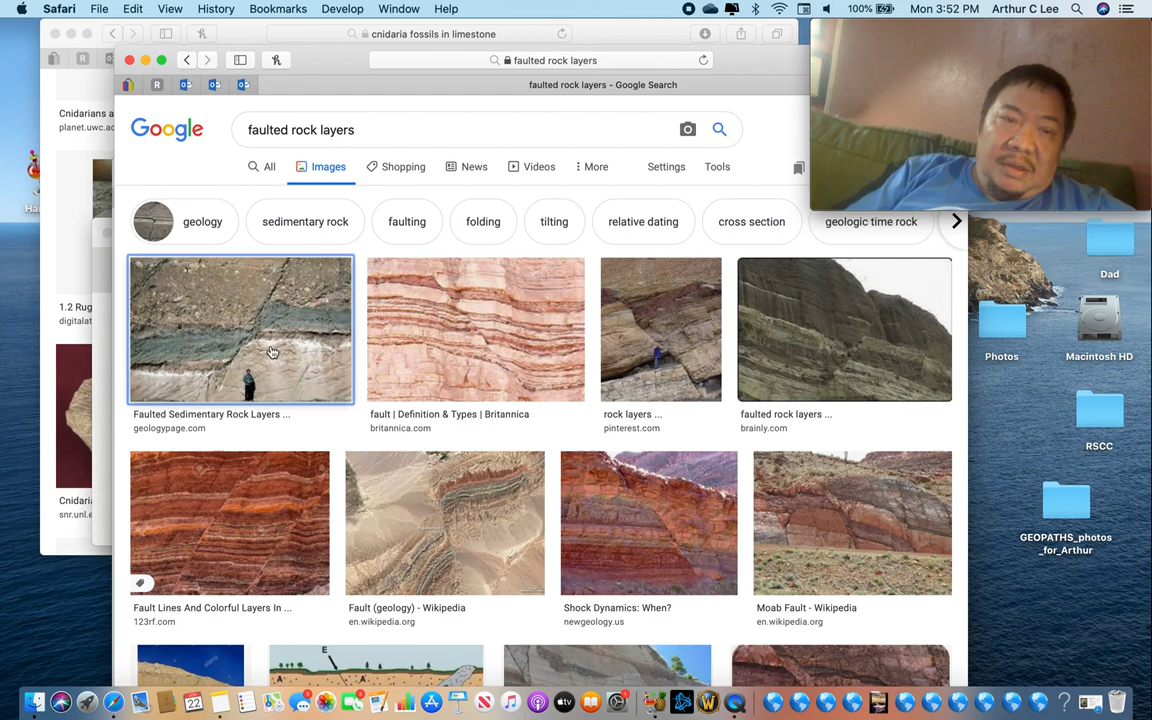 Safari File Edit View History Bookmarks Develop Window Help
100% Mon 3:52 PM Arthur C Lee
cnidaria fossils in limestone
faulted rock layers
R
R
faulted rock layers - Google Search
Cnidarians a
planet.uwc.ac
Google
faulted rock layers
All Images Shopping News Videos More Settings Tools
geology sedimentary rock faulting folding tilting relative dating cross section geologic time rock
Faulted Sedimentary Rock Layers ...
geologypage.com
fault | Definition & Types | Britannica
britannica.com
rock layers ...
pinterest.com
faulted rock layers ...
brainly.com
1.2 Rug
digitalat
Fault Lines And Colorful Layers In ...
123rf.com
Fault (geology) - Wikipedia
en.wikipedia.org
Shock Dynamics: When?
newgeology.us
Moab Fault - Wikipedia
en.wikipedia.org
Cnidaria
snr.unl.e
E
A
A'
Ha
Dad
Photos
Macintosh HD
RSCC
GEOPATHS_photos
_for_Arthur